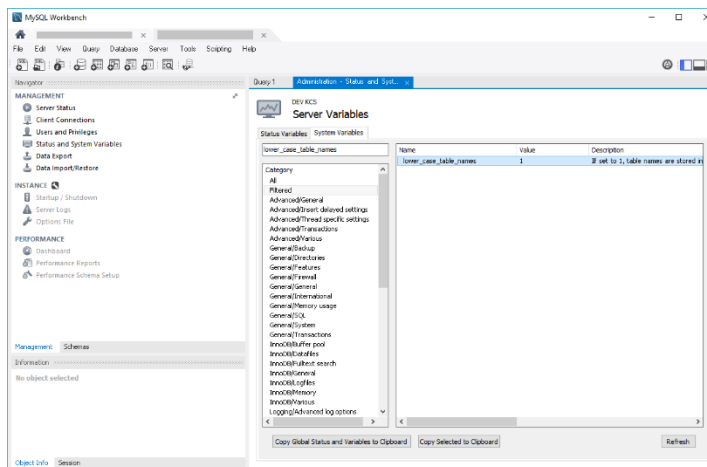 MySQL Workbench
File Edit View Query Database Server Tools Scripting Help
Navigator
MANAGEMENT
Server Status
Client Connections
Users and Privileges
Status and System Variables
Data Export
Data Import/Restore
INSTANCE
Startup / Shutdown
Server Logs
Options File
PERFORMANCE
Dashboard
Performance Reports
Performance Schema Setup
Management Schemas
Information
No object selected
Object Info Session
Query 1 Administration - Status and Syst...
DEV KCS
Server Variables
Status Variables System Variables
lower_case_table_names
Category
All
Filtered
Advanced/General
Advanced/Insert delayed settings
Advanced/Thread specific settings
Advanced/Transactions
Advanced/Various
General/Backup
General/Directories
General/Features
General/Firewall
General/General
General/International
General/Memory usage
General/SQL
General/System
General/Transactions
InnoDB/Buffer pool
InnoDB/Datafiles
InnoDB/Fulltext search
InnoDB/General
InnoDB/Logfiles
InnoDB/Memory
InnoDB/Various
Logging/Advanced log options
Name Value Description
lower_case_table_names 1 If set to 1, table names are stored in
Copy Global Status and Variables to Clipboard Copy Selected to Clipboard Refresh